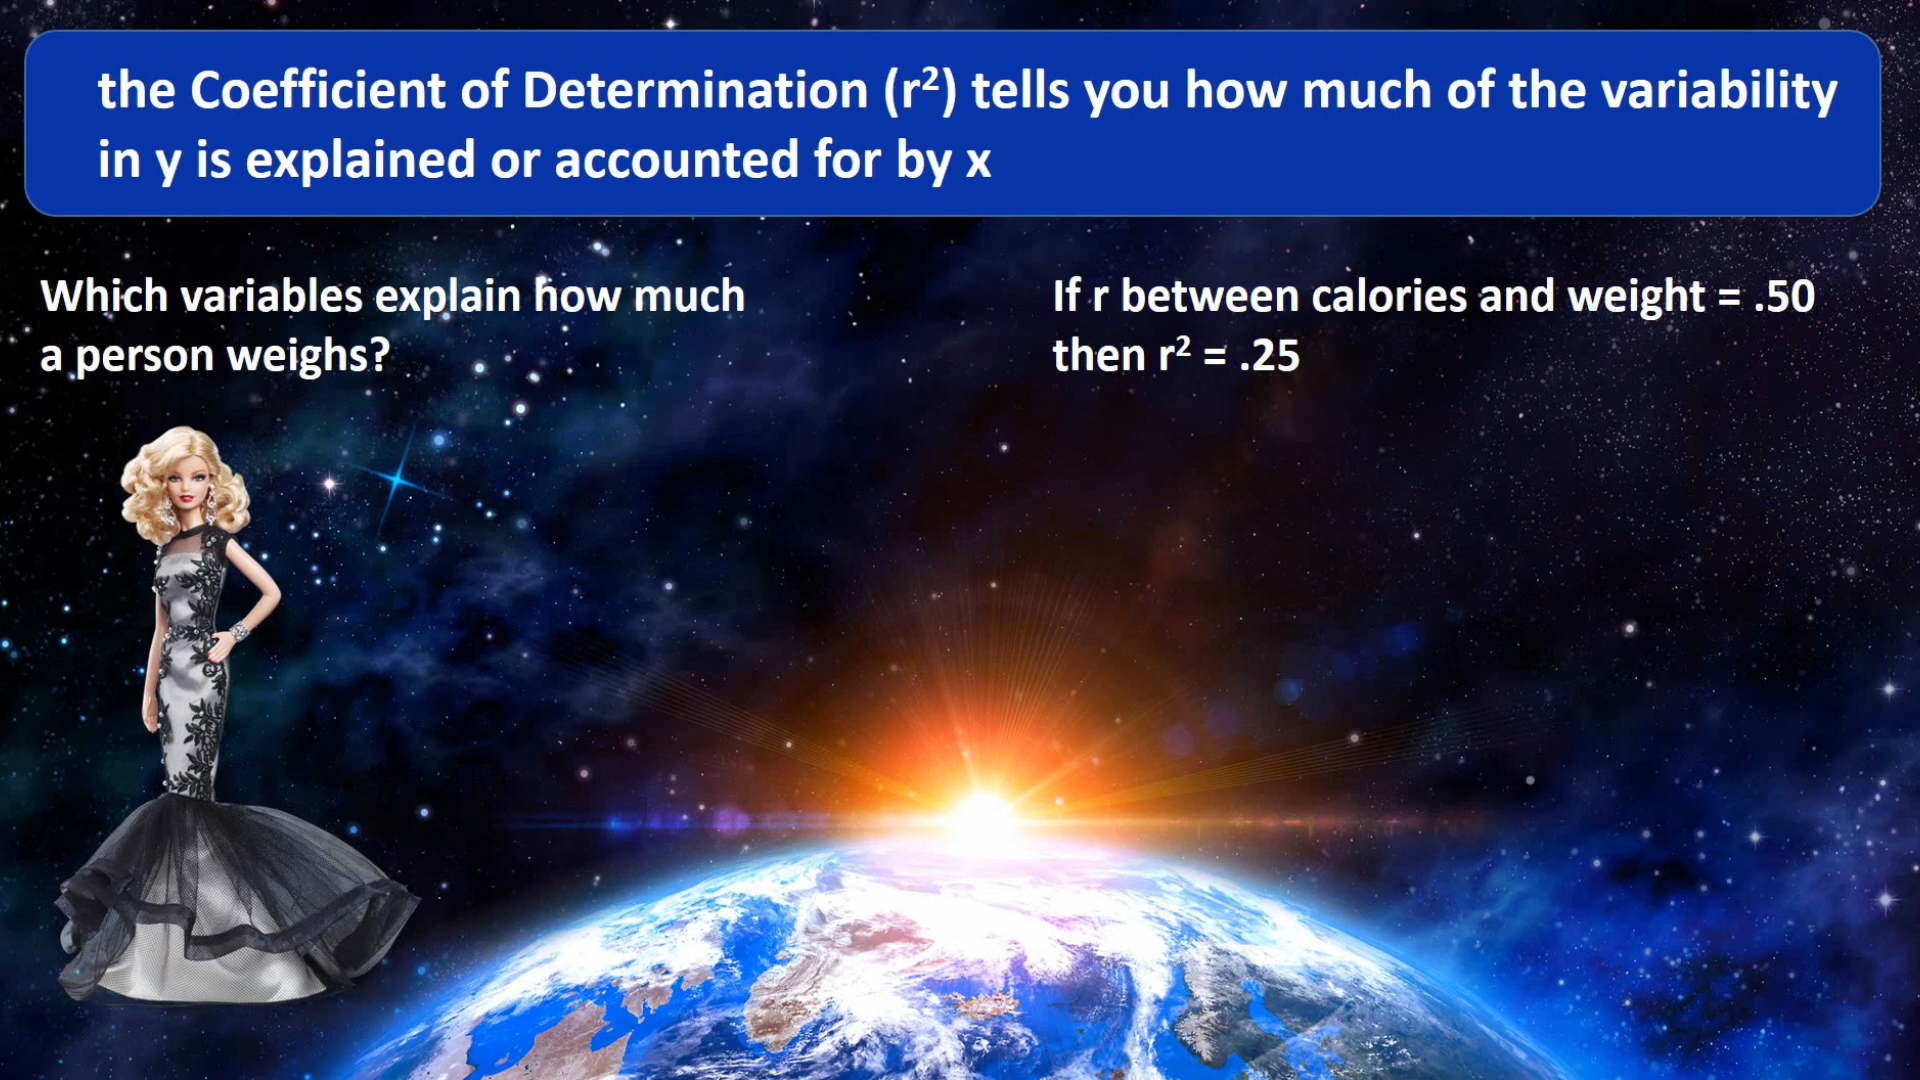 the Coefficient of Determination (r²) tells you how much of the variability
in y is explained or accounted for by x
Which variables explain how much
a person weighs?
If r between calories and weight = .50
then r² = .25